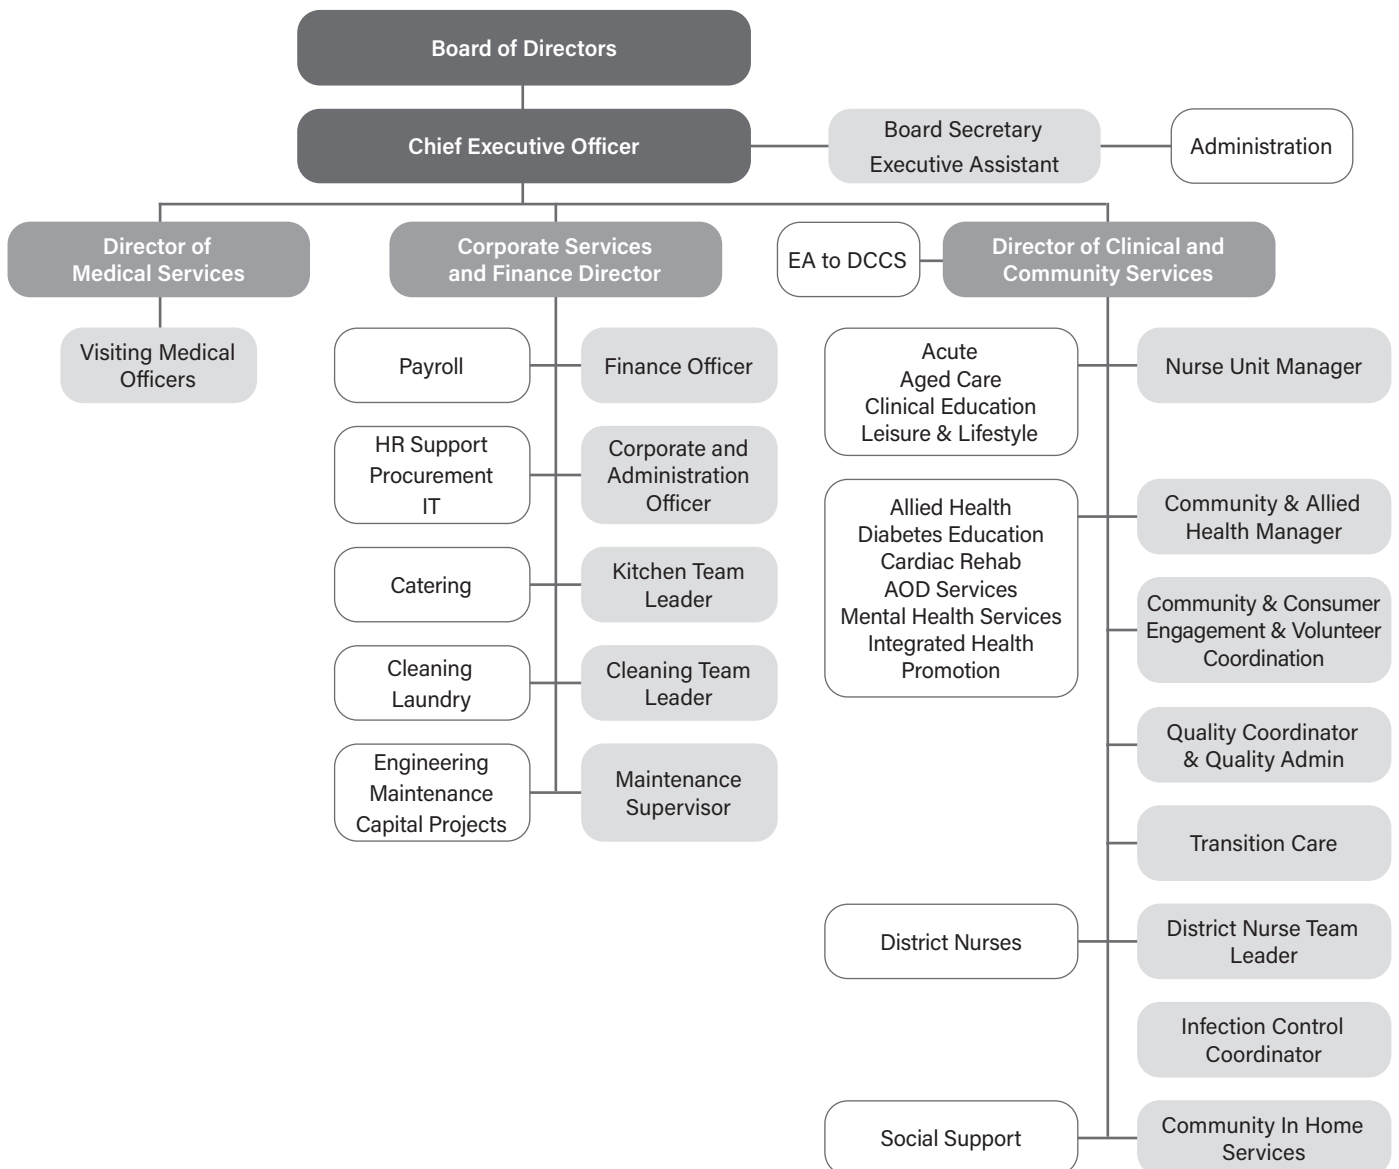 Board of Directors
Chief Executive Officer
Board Secretary
Executive Assistant
Administration
Director of
Medical Services
Corporate Services
and Finance Director
EA to DCCS
Director of Clinical and
Community Services
Visiting Medical
Officers
Payroll
Finance Officer
HR Support
Procurement
IT
Corporate and
Administration
Officer
Catering
Kitchen Team
Leader
Cleaning
Laundry
Cleaning Team
Leader
Engineering
Maintenance
Capital Projects
Maintenance
Supervisor
Acute
Aged Care
Clinical Education
Leisure & Lifestyle
Nurse Unit Manager
Allied Health
Diabetes Education
Cardiac Rehab
AOD Services
Mental Health Services
Integrated Health
Promotion
Community & Allied
Health Manager
Community & Consumer
Engagement & Volunteer
Coordination
Quality Coordinator
& Quality Admin
Transition Care
District Nurses
District Nurse Team
Leader
Infection Control
Coordinator
Social Support
Community In Home
Services